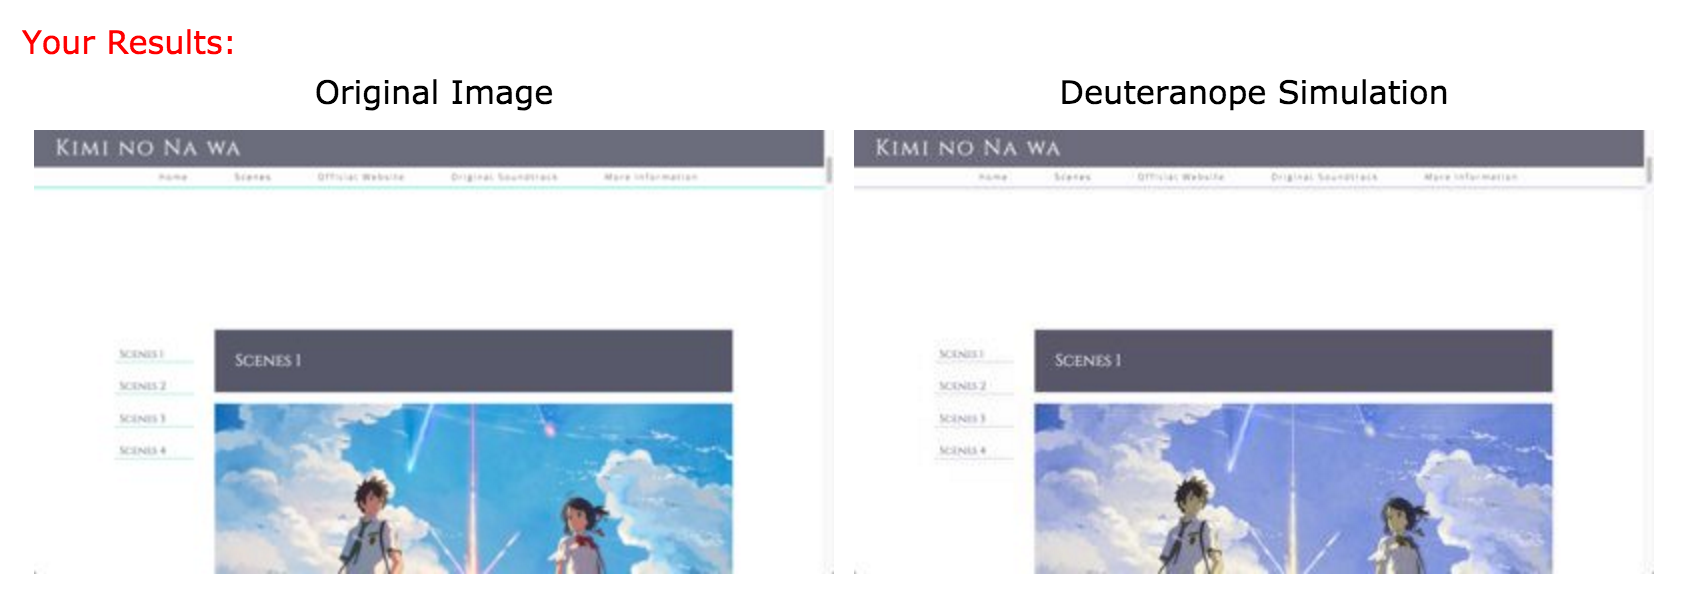 Your Results:
Original Image
Deuteranope Simulation
Kimi no Na wa
Home Scenes Official Website Original Soundtrack More Information
Scenes 1
Scenes 2
Scenes 3
Scenes 4
Scenes 1
Kimi no Na wa
Home Scenes Official Website Original Soundtrack More Information
Scenes 1
Scenes 2
Scenes 3
Scenes 4
Scenes 1